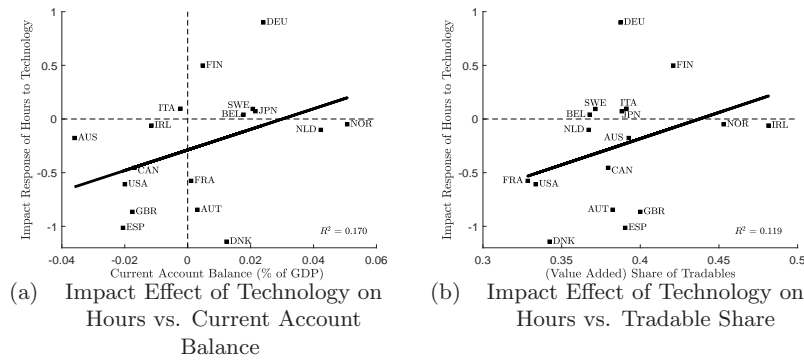 Impact Response of Hours to Technology
1
0.5
0
-0.5
-1
DEU
FIN
ITA
SWE
JPN
BEL
IRL
NLD
NOR
AUS
CAN
USA
FRA
GBR
AUT
ESP
DNK
R² = 0.170
-0.04
-0.02
0
0.02
0.04
0.06
Current Account Balance (% of GDP)
(a) Impact Effect of Technology on
Hours vs. Current Account
Balance
Impact Response of Hours to Technology
1
0.5
0
-0.5
-1
DEU
FIN
SWE
ITA
BEL
JPN
NLD
AUS
NOR
IRL
CAN
FRA
USA
AUT
GBR
ESP
DNK
R² = 0.119
0.3
0.35
0.4
0.45
0.5
(Value Added) Share of Tradables
(b) Impact Effect of Technology on
Hours vs. Tradable Share